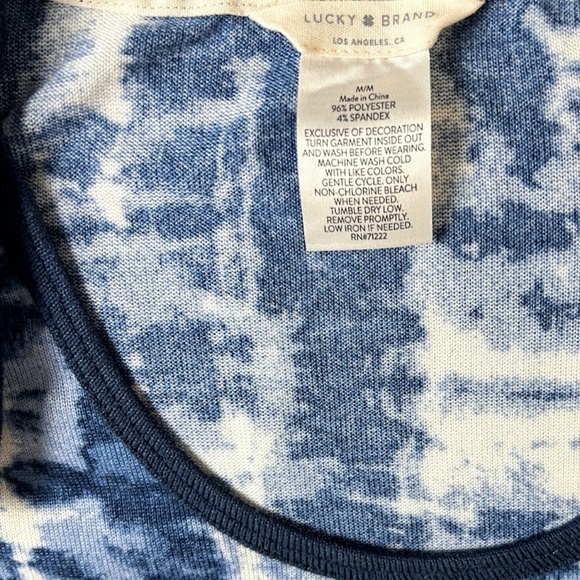 LUCKY BRAND
LOS ANGELES, CA
M/M
Made in China
96% POLYESTER
4% SPANDEX
EXCLUSIVE OF DECORATION
TURN GARMENT INSIDE OUT
AND WASH BEFORE WEARING.
MACHINE WASH COLD
WITH LIKE COLORS.
GENTLE CYCLE. ONLY
NON-CHLORINE BLEACH
WHEN NEEDED.
TUMBLE DRY LOW.
REMOVE PROMPTLY.
LOW IRON IF NEEDED.
RN#71222